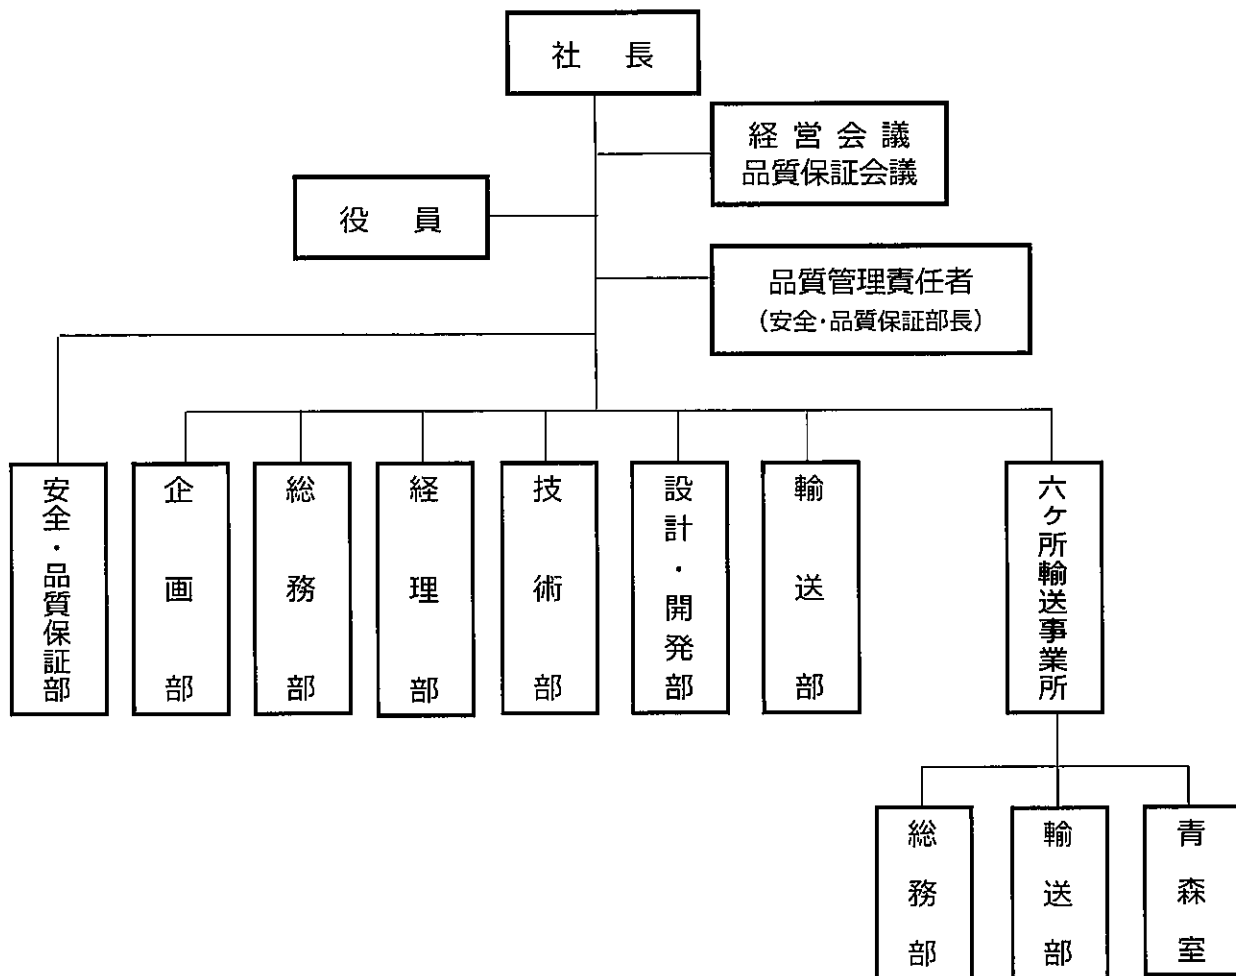 社長
経営会議
品質保証会議
役員
品質管理責任者
(安全・品質保証部長)
安全・品質保証部
企画部
総務部
経理部
技術部
設計・開発部
輸送部
六ケ所輸送事業所
総務部
輸送部
青森室